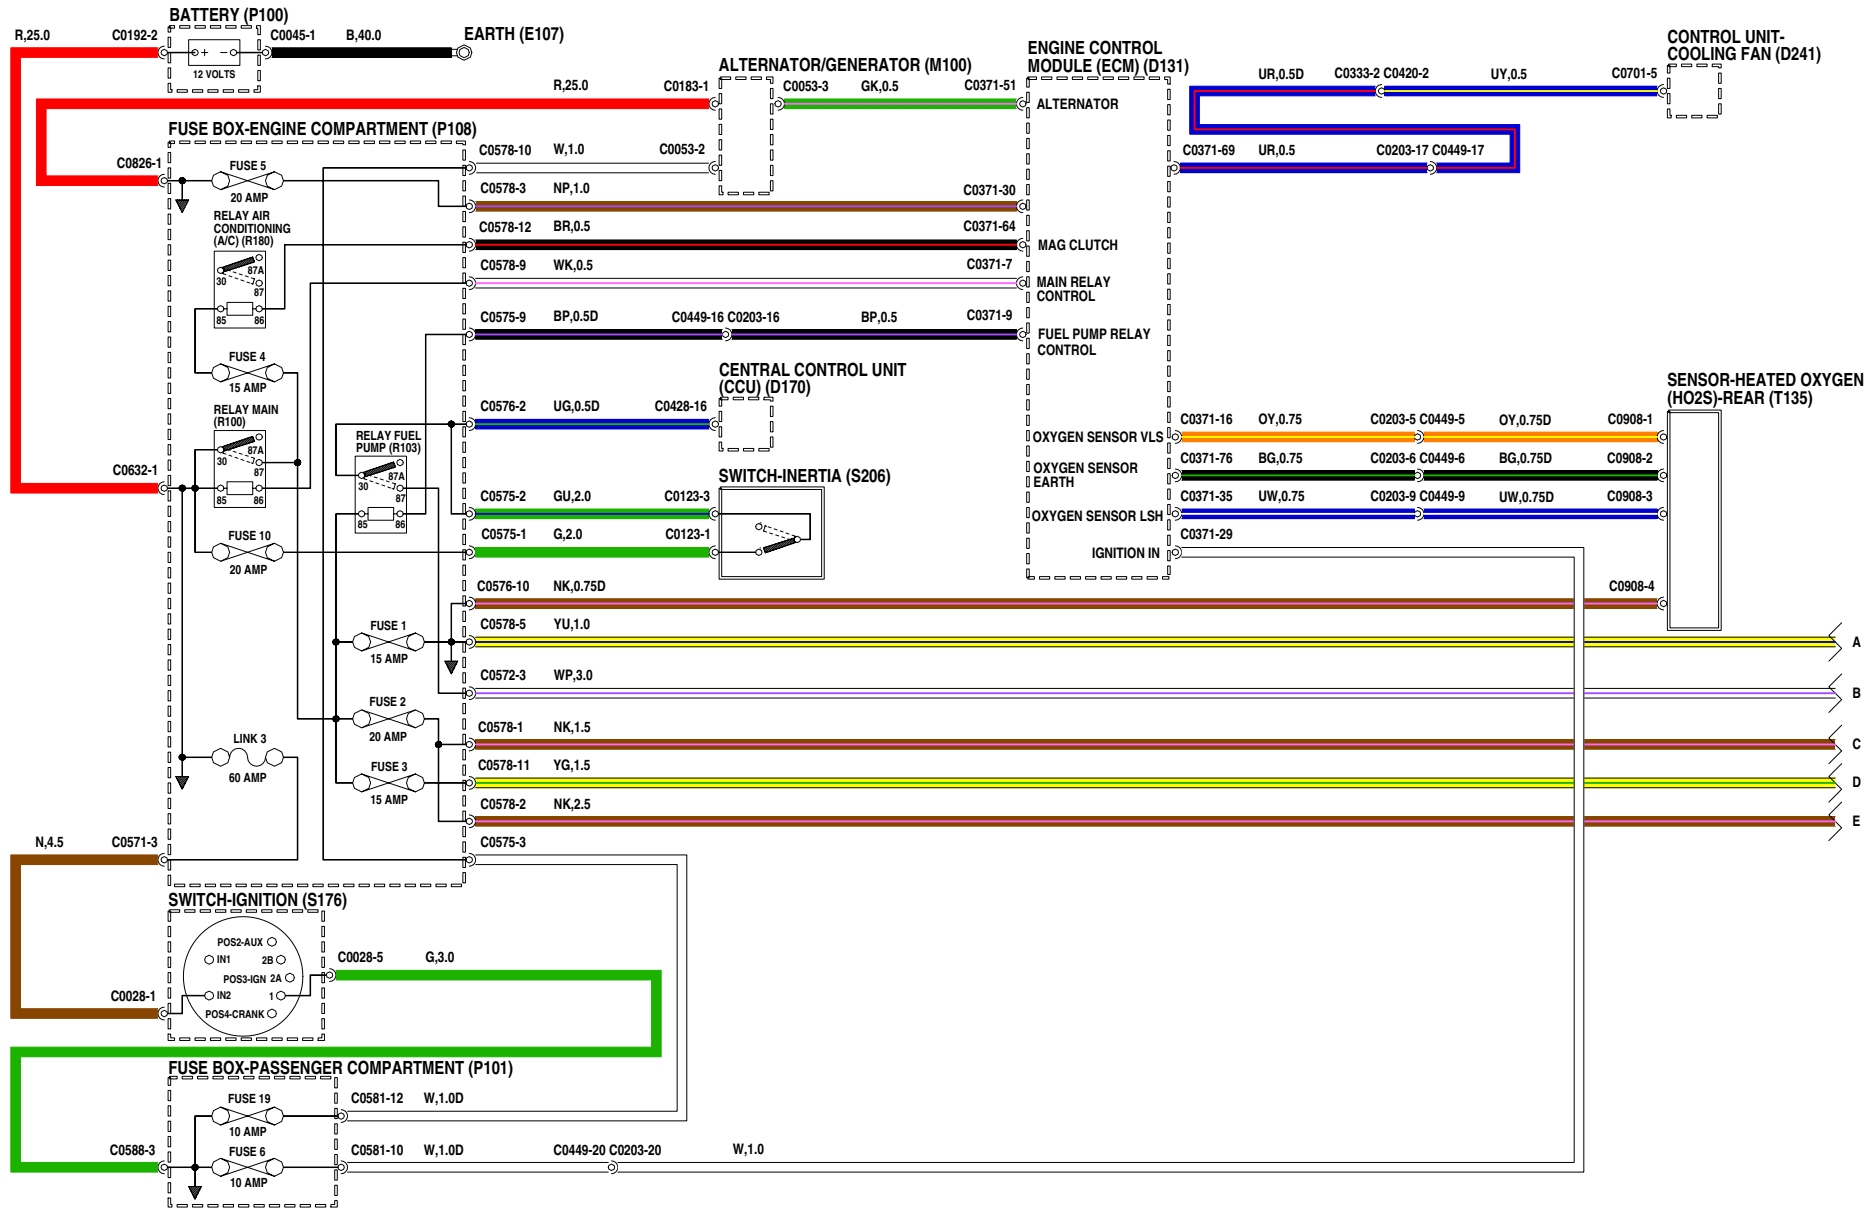 BATTERY (P100)
R,25.0
C0192-2
C0045-1
B,40.0
EARTH (E107)
12 VOLTS
ENGINE CONTROL
MODULE (ECM) (D131)
CONTROL UNIT-
COOLING FAN (D241)
ALTERNATOR/GENERATOR (M100)
UR,0.5D
C0333-2 C0420-2
UY,0.5
C0701-5
R,25.0
C0183-1
C0053-3
GK,0.5
C0371-51
ALTERNATOR
FUSE BOX-ENGINE COMPARTMENT (P108)
C0578-10
W,1.0
C0053-2
C0371-69
UR,0.5
C0203-17 C0449-17
C0826-1
FUSE 5
20 AMP
C0578-3
NP,1.0
C0371-30
RELAY AIR
CONDITIONING
(A/C) (R180)
87A
30
87
85
86
C0578-12
BR,0.5
C0371-64
MAG CLUTCH
C0578-9
WK,0.5
C0371-7
MAIN RELAY
CONTROL
C0575-9
BP,0.5D
C0449-16 C0203-16
BP,0.5
C0371-9
FUEL PUMP RELAY
CONTROL
FUSE 4
15 AMP
CENTRAL CONTROL UNIT
(CCU) (D170)
SENSOR-HEATED OXYGEN
(HO2S)-REAR (T135)
RELAY MAIN
(R100)
87A
30
87
85
86
C0576-2
UG,0.5D
C0428-16
C0371-16
OY,0.75
C0203-5 C0449-5
OY,0.75D
C0908-1
OXYGEN SENSOR VLS
RELAY FUEL
PUMP (R103)
87A
30
87
85
86
C0632-1
SWITCH-INERTIA (S206)
OXYGEN SENSOR
EARTH
C0371-76
BG,0.75
C0203-6 C0449-6
BG,0.75D
C0908-2
C0575-2
GU,2.0
C0123-3
C0371-35
UW,0.75
C0203-9 C0449-9
UW,0.75D
C0908-3
OXYGEN SENSOR LSH
FUSE 10
20 AMP
C0575-1
G,2.0
C0123-1
C0371-29
IGNITION IN
C0576-10
NK,0.75D
C0908-4
FUSE 1
15 AMP
C0578-5
YU,1.0
A
C0572-3
WP,3.0
B
FUSE 2
20 AMP
C0578-1
NK,1.5
C
LINK 3
60 AMP
FUSE 3
15 AMP
C0578-11
YG,1.5
D
C0578-2
NK,2.5
E
N,4.5
C0571-3
C0575-3
SWITCH-IGNITION (S176)
POS2-AUX
IN1
2B
POS3-IGN
2A
IN2
1
POS4-CRANK
C0028-5
G,3.0
C0028-1
FUSE BOX-PASSENGER COMPARTMENT (P101)
FUSE 19
10 AMP
C0581-12
W,1.0D
C0588-3
FUSE 6
10 AMP
C0581-10
W,1.0D
C0449-20 C0203-20
W,1.0